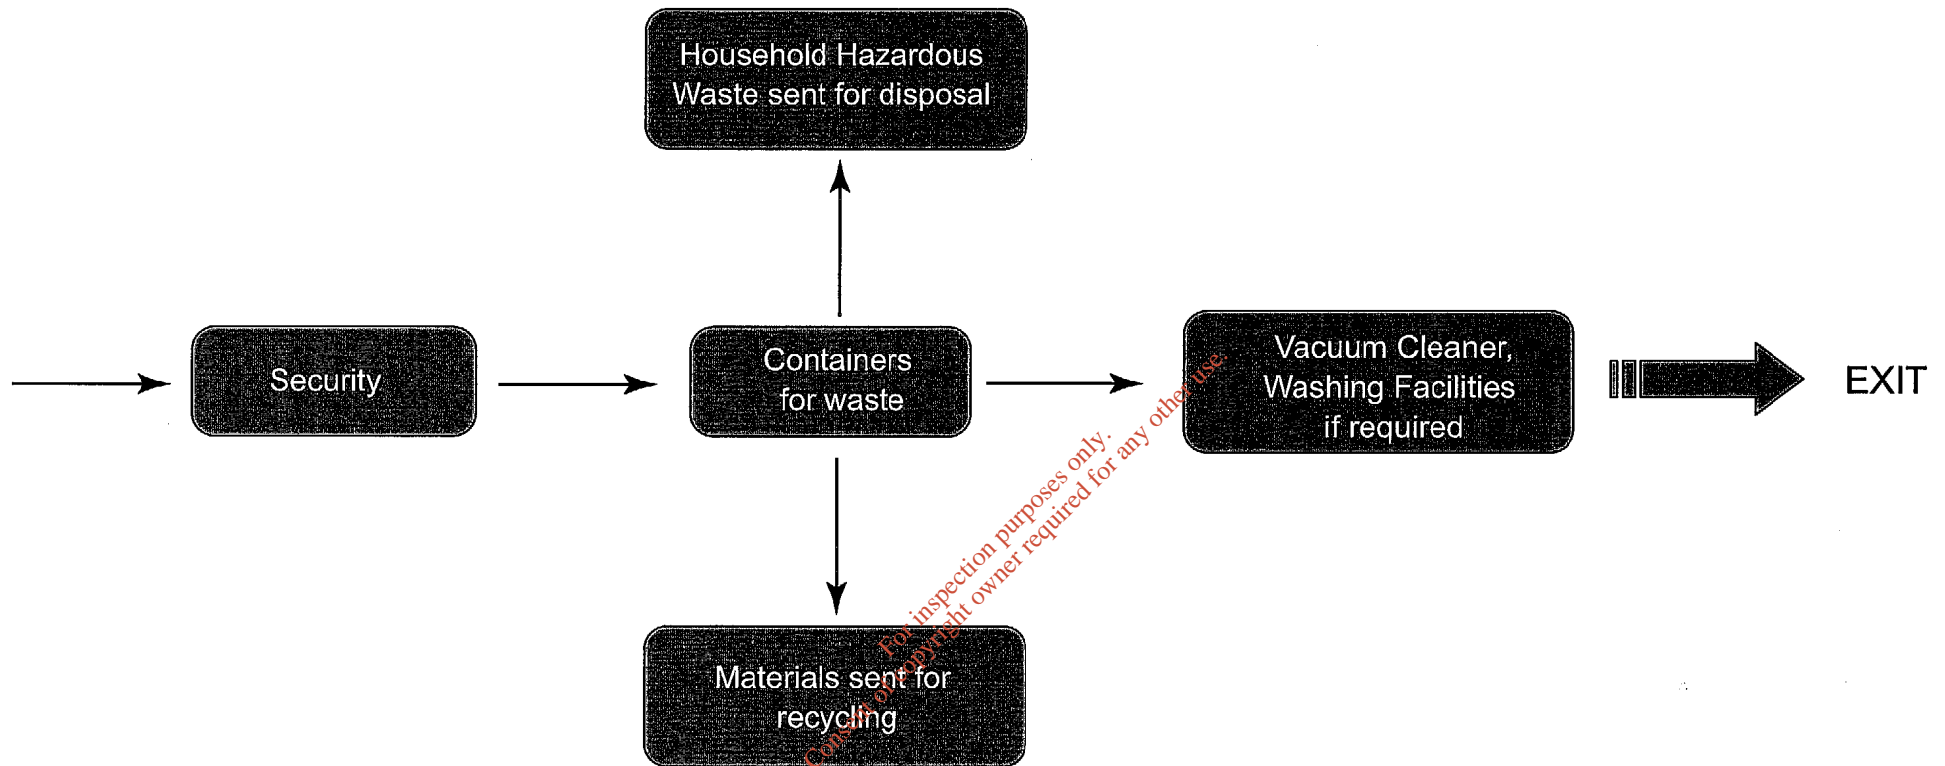 Household Hazardous
Waste sent for disposal
Security
Containers
for waste
Vacuum Cleaner,
Washing Facilities
if required
EXIT
Materials sent for
recycling
For inspection purposes only.
Consent of copyright owner required for any other use.